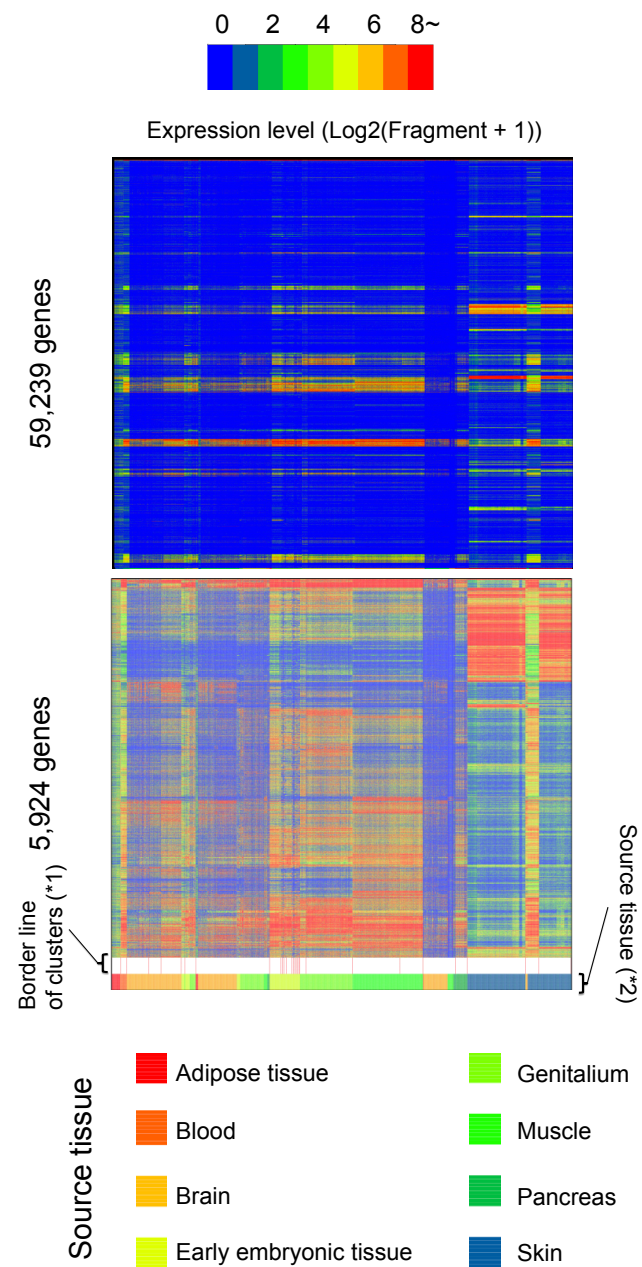 0 2 4 6 8~
Expression level (Log2(Fragment + 1))
59,239 genes
5,924 genes
Border line
of clusters (*1)
Source tissue (*2)
Source tissue
Adipose tissue
Blood
Brain
Early embryonic tissue
Genitalium
Muscle
Pancreas
Skin